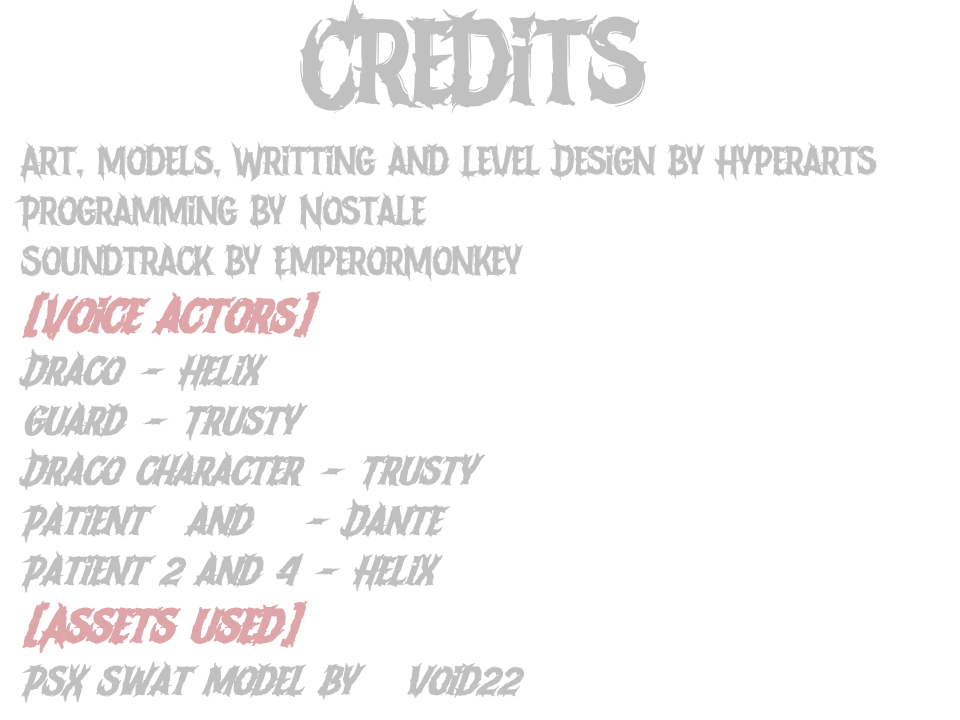 Credits
Art, Models, Writting and Level Design by Hyperarts
Programming by Nostale
Soundtrack by Emperormonkey
[Voice Actors]
Draco - Helix
Guard - Trusty
Draco Character - Trusty
Patient and - Dante
Patient 2 and 4 - Helix
[Assets Used]
PSX SWAT Model by Void22